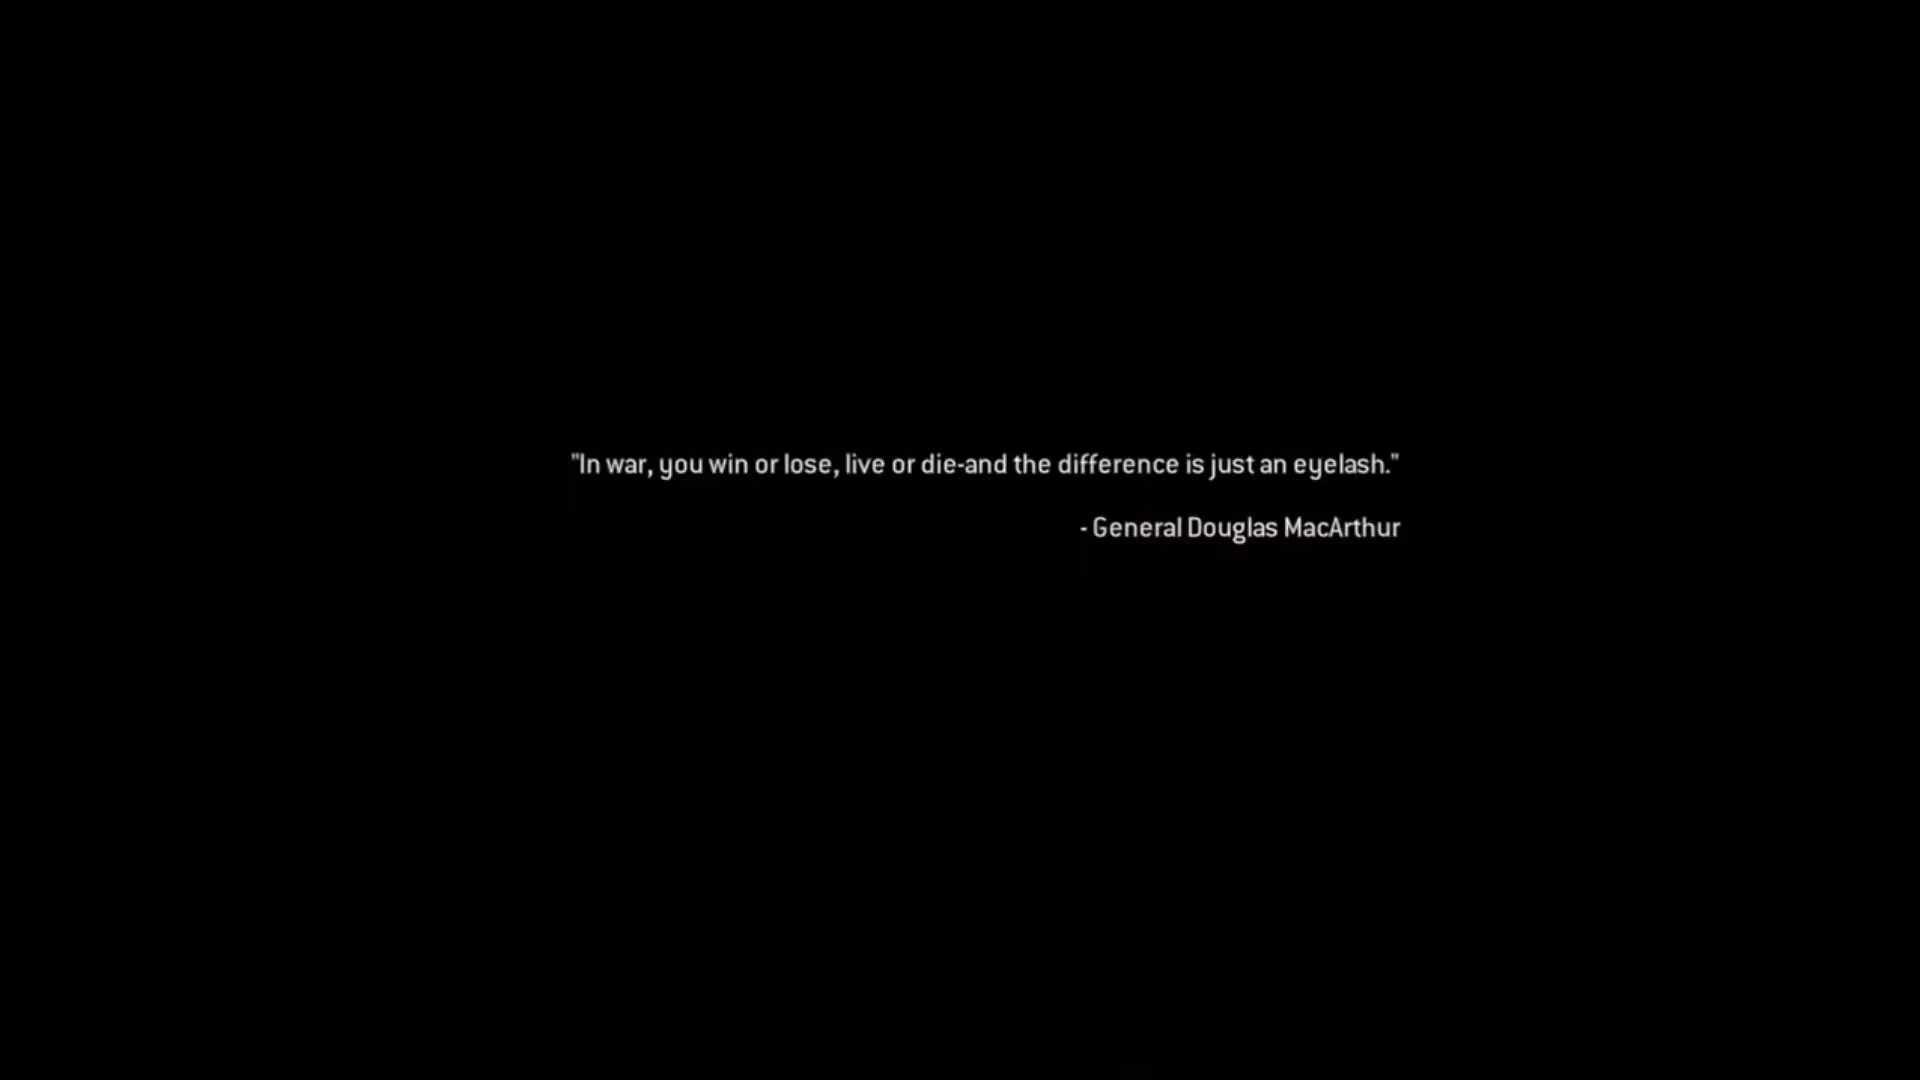 "In war, you win or lose, live or die-and the difference is just an eyelash."
- General Douglas MacArthur